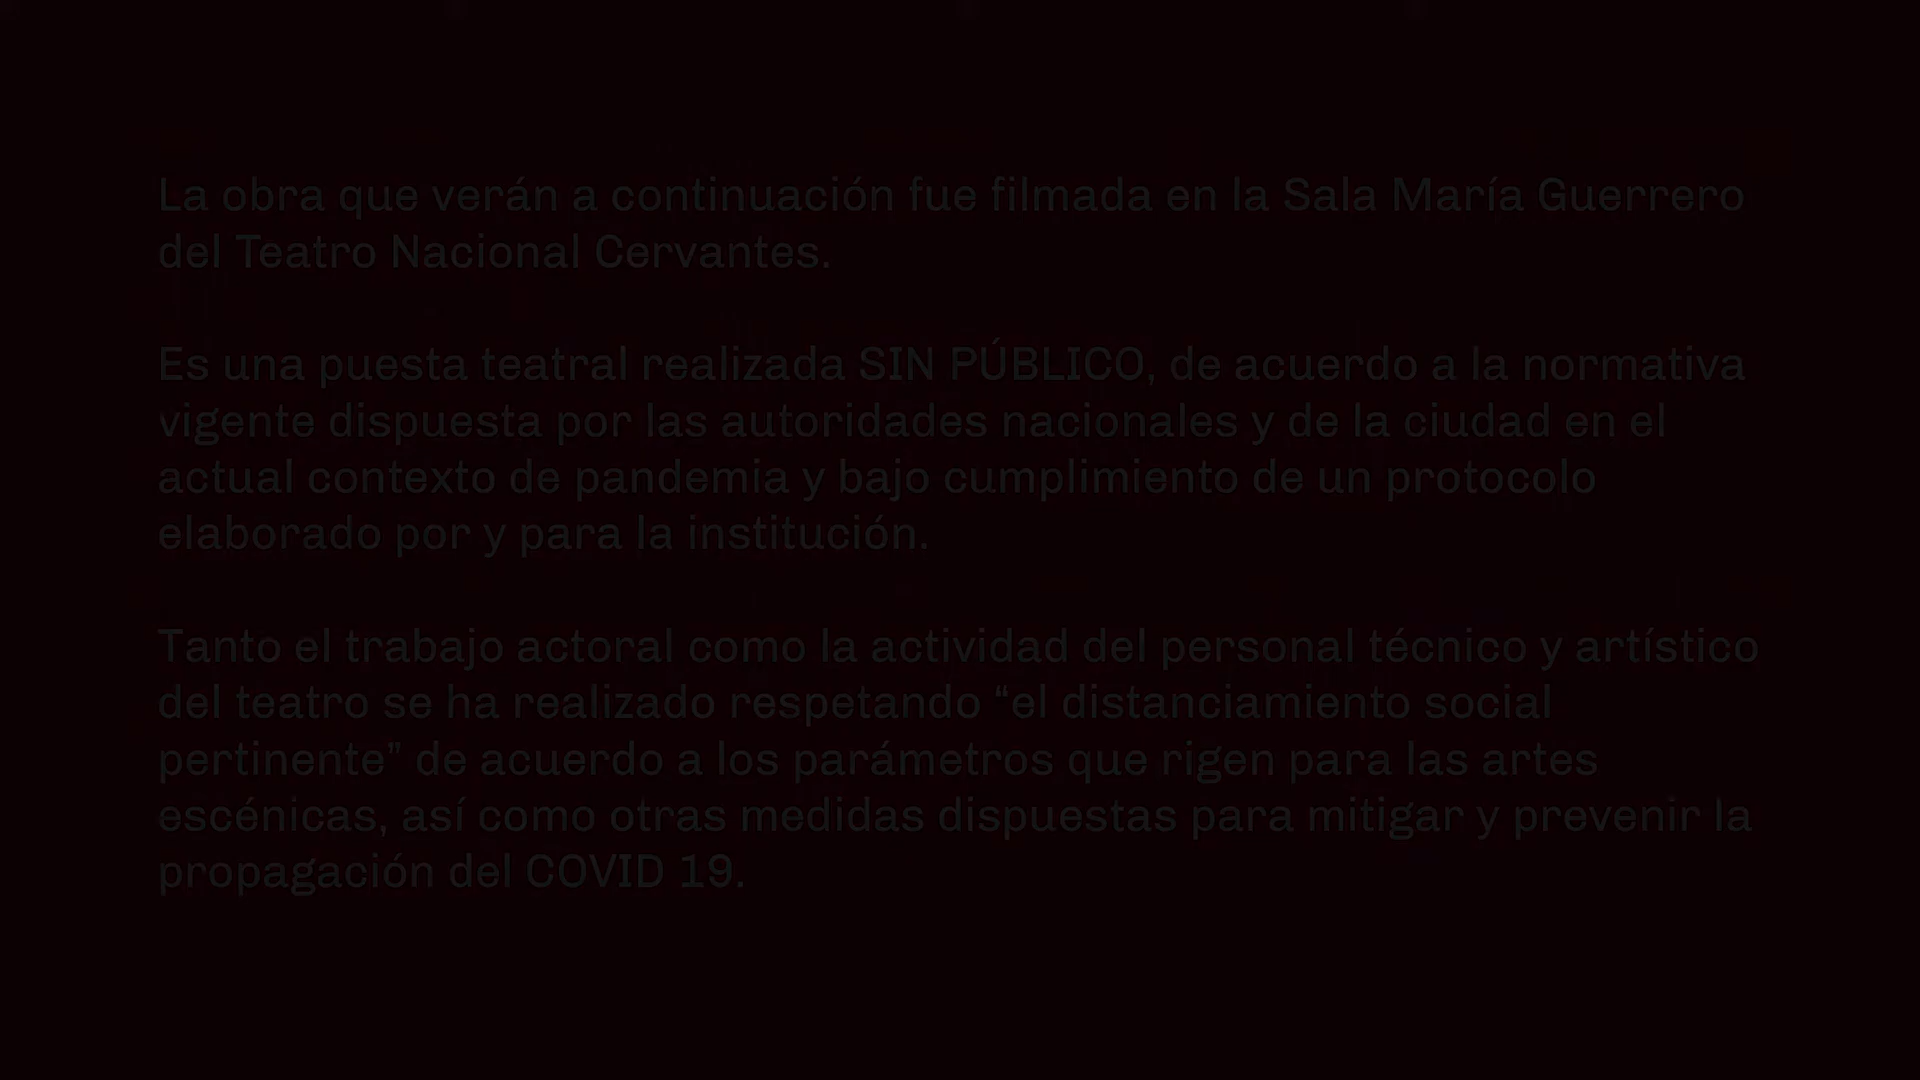 La obra que verán a continuación fue filmada en la Sala María Guerrero
del Teatro Nacional Cervantes.
Es una puesta teatral realizada SIN PÚBLICO, de acuerdo a la normativa
vigente dispuesta por las autoridades nacionales y de la ciudad en el
actual contexto de pandemia y bajo cumplimiento de un protocolo
elaborado por y para la institución.
Tanto el trabajo actoral como la actividad del personal técnico y artístico
del teatro se ha realizado respetando “el distanciamiento social
pertinente” de acuerdo a los parámetros que rigen para las artes
escénicas, así como otras medidas dispuestas para mitigar y prevenir la
propagación del COVID 19.